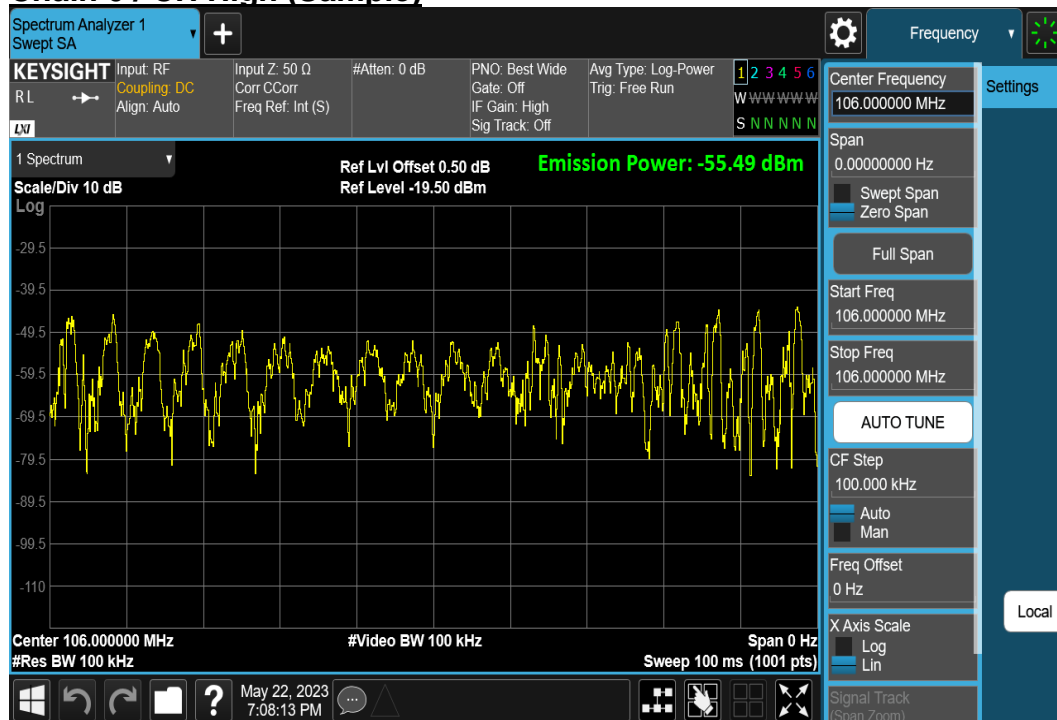 Spectrum Analyzer 1
Swept SA
Frequency
KEYSIGHT
RL
LXI
Input: RF
Coupling: DC
Align: Auto
Input Z: 50 Ω
Corr CCorr
Freq Ref: Int (S)
#Atten: 0 dB
PNO: Best Wide
Gate: Off
IF Gain: High
Sig Track: Off
Avg Type: Log-Power
Trig: Free Run
1 2 3 4 5 6
W W W W W W
S N N N N N
1 Spectrum
Scale/Div 10 dB
Log
Ref Lvl Offset 0.50 dB
Ref Level -19.50 dBm
Emission Power: -55.49 dBm
-29.5
-39.5
-49.5
-59.5
-69.5
-79.5
-89.5
-99.5
-110
Center 106.000000 MHz
#Res BW 100 kHz
#Video BW 100 kHz
Span 0 Hz
Sweep 100 ms (1001 pts)
May 22, 2023
7:08:13 PM
Center Frequency
106.000000 MHz
Span
0.00000000 Hz
Swept Span
Zero Span
Full Span
Start Freq
106.000000 MHz
Stop Freq
106.000000 MHz
AUTO TUNE
CF Step
100.000 kHz
Auto
Man
Freq Offset
0 Hz
X Axis Scale
Log
Lin
Signal Track
(Span Zoom)
Settings
Local